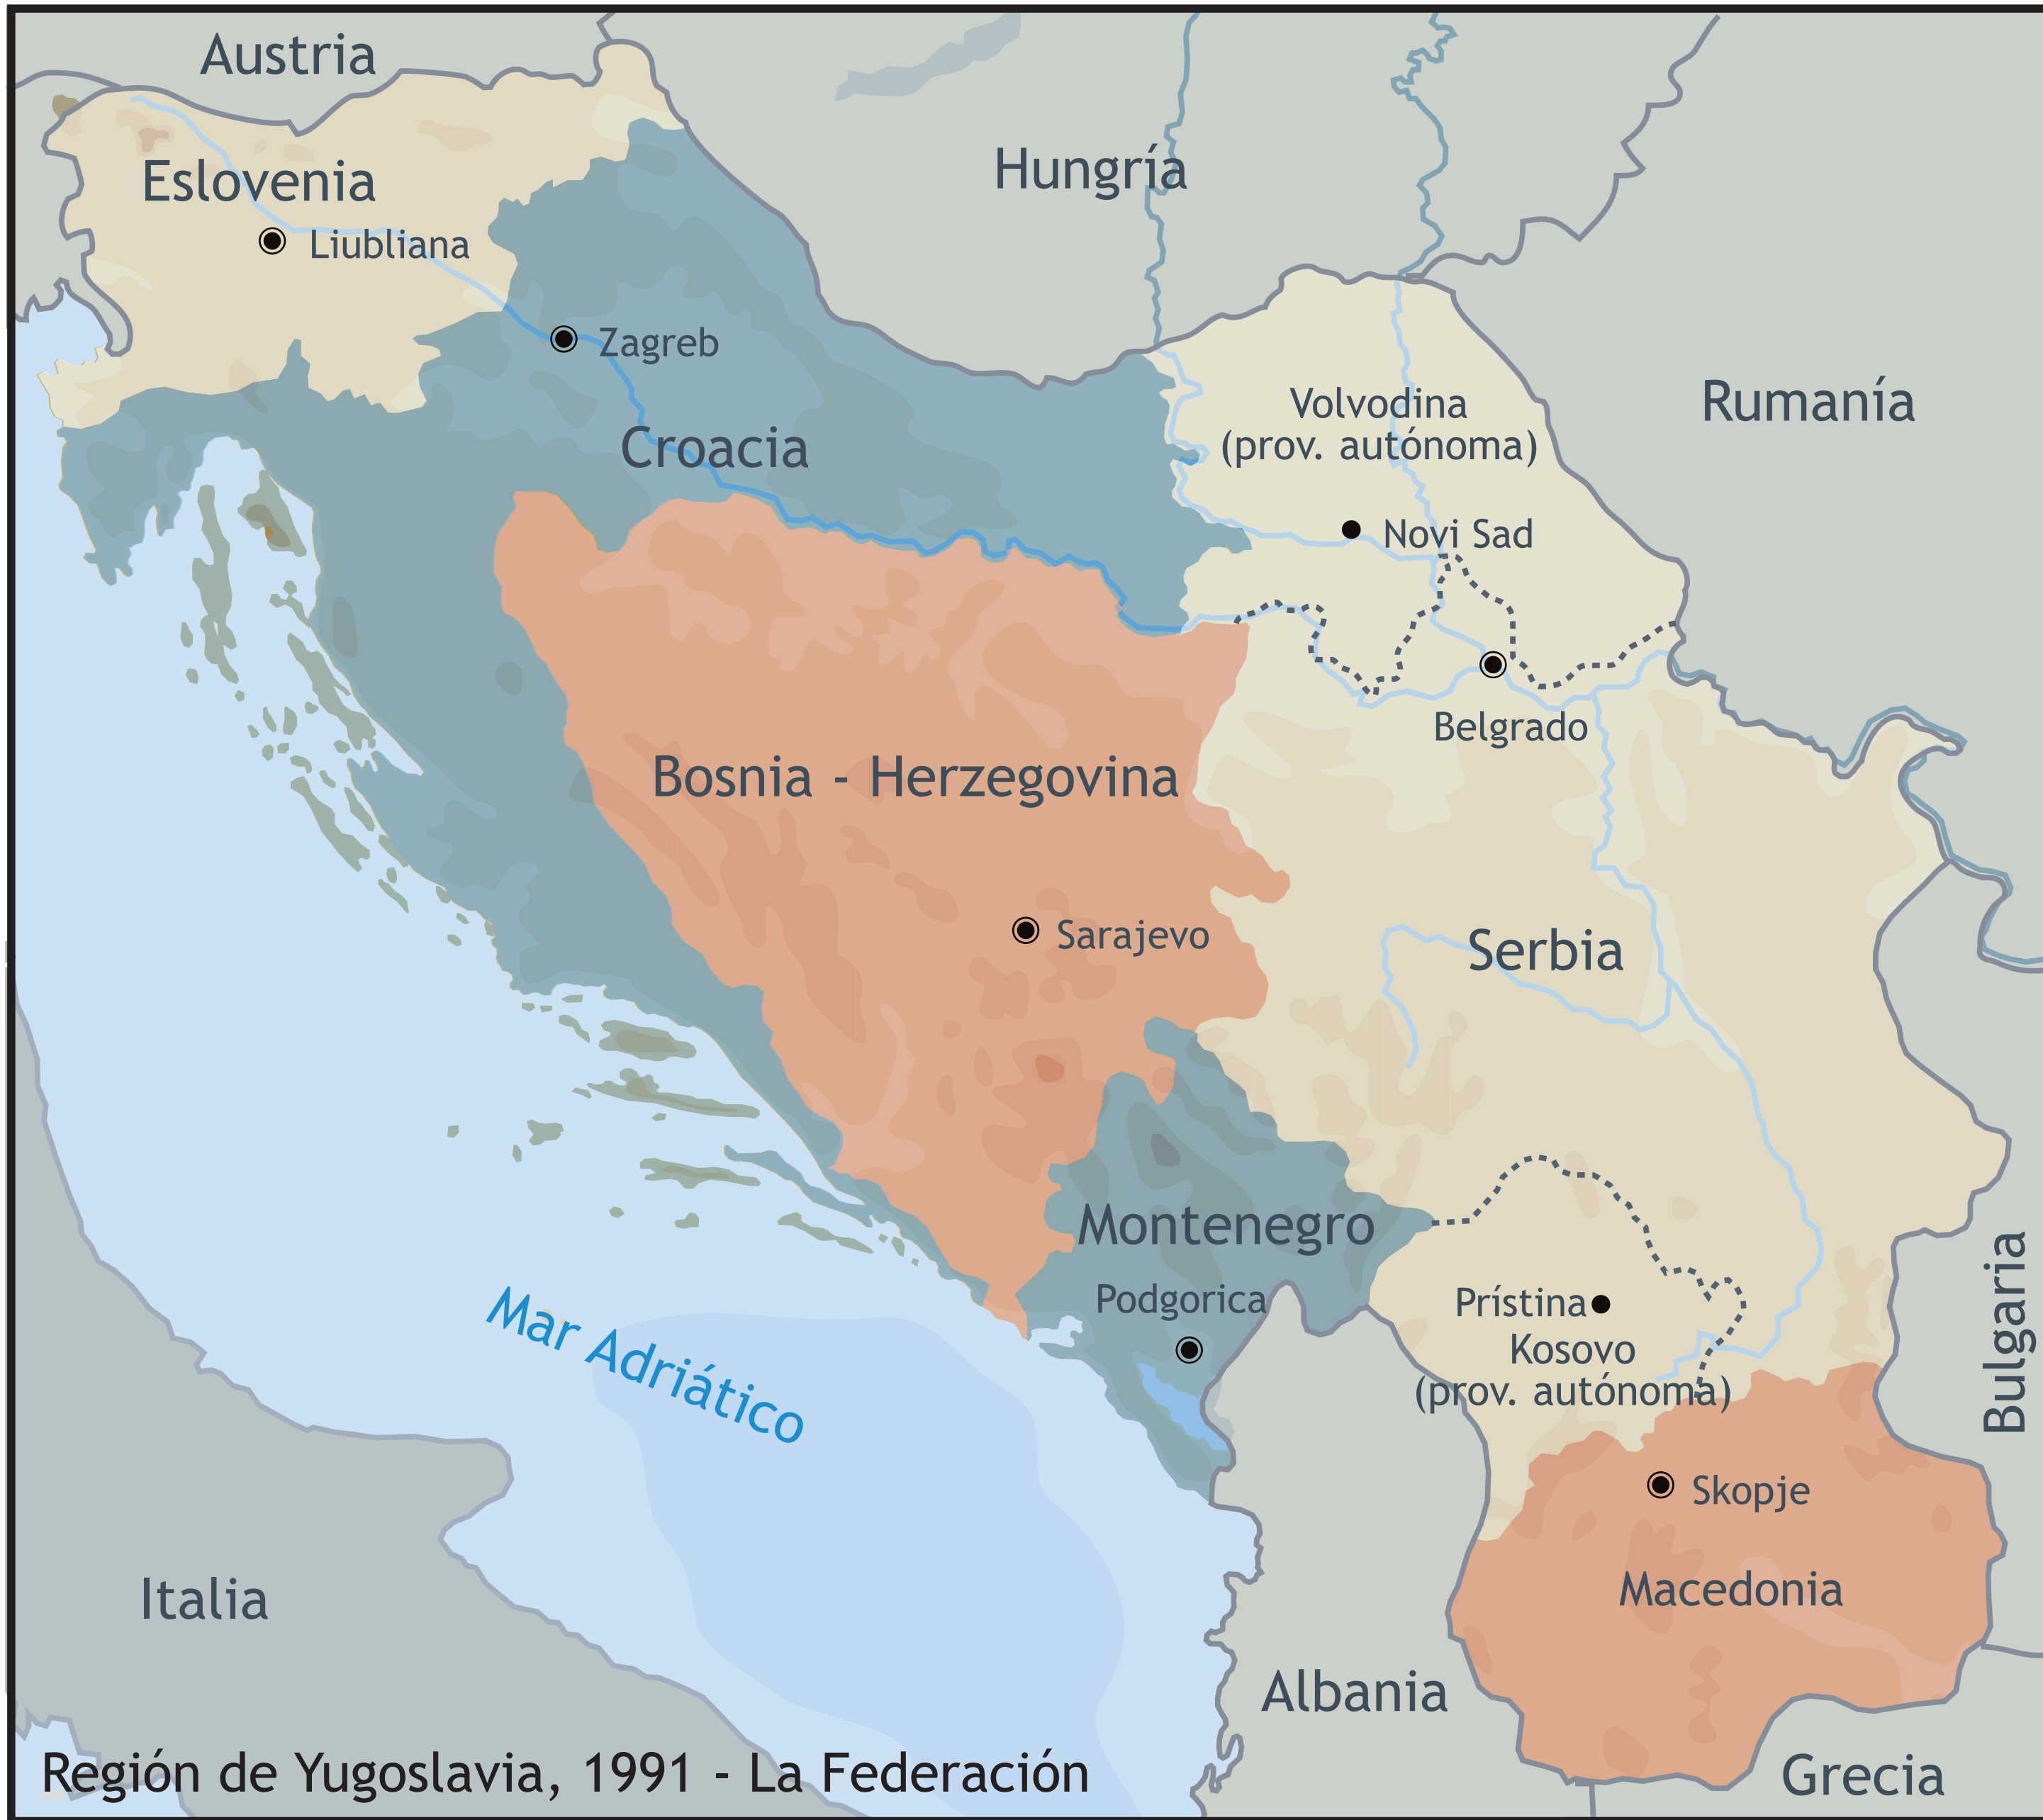 Austria
Hungría
Eslovenia
Liubliana
Zagreb
Croacia
Rumanía
Volvodina
(prov. autónoma)
Novi Sad
Belgrado
Bosnia - Herzegovina
Sarajevo
Serbia
Montenegro
Podgorica
Prístina
Kosovo
(prov. autónoma)
Bulgaria
Mar Adriático
Skopje
Macedonia
Italia
Albania
Grecia
Región de Yugoslavia, 1991 - La Federación